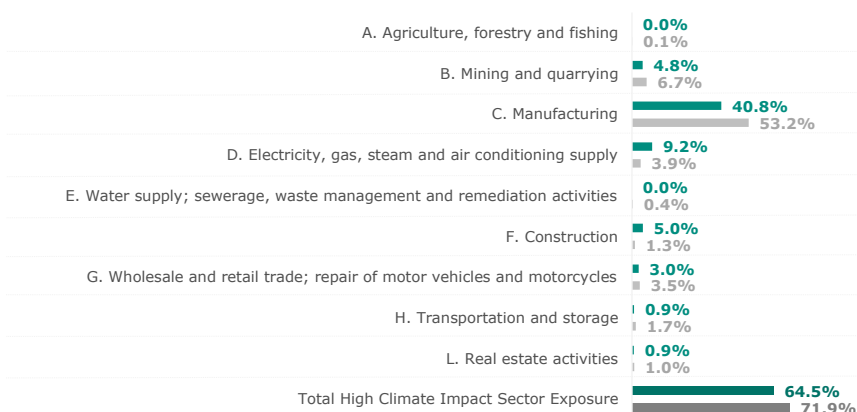 A. Agriculture, forestry and fishing
0.0%
0.1%
B. Mining and quarrying
4.8%
6.7%
C. Manufacturing
40.8%
53.2%
D. Electricity, gas, steam and air conditioning supply
9.2%
3.9%
E. Water supply; sewerage, waste management and remediation activities
0.0%
0.4%
F. Construction
5.0%
1.3%
G. Wholesale and retail trade; repair of motor vehicles and motorcycles
3.0%
3.5%
H. Transportation and storage
0.9%
1.7%
L. Real estate activities
0.9%
1.0%
Total High Climate Impact Sector Exposure
64.5%
71.9%